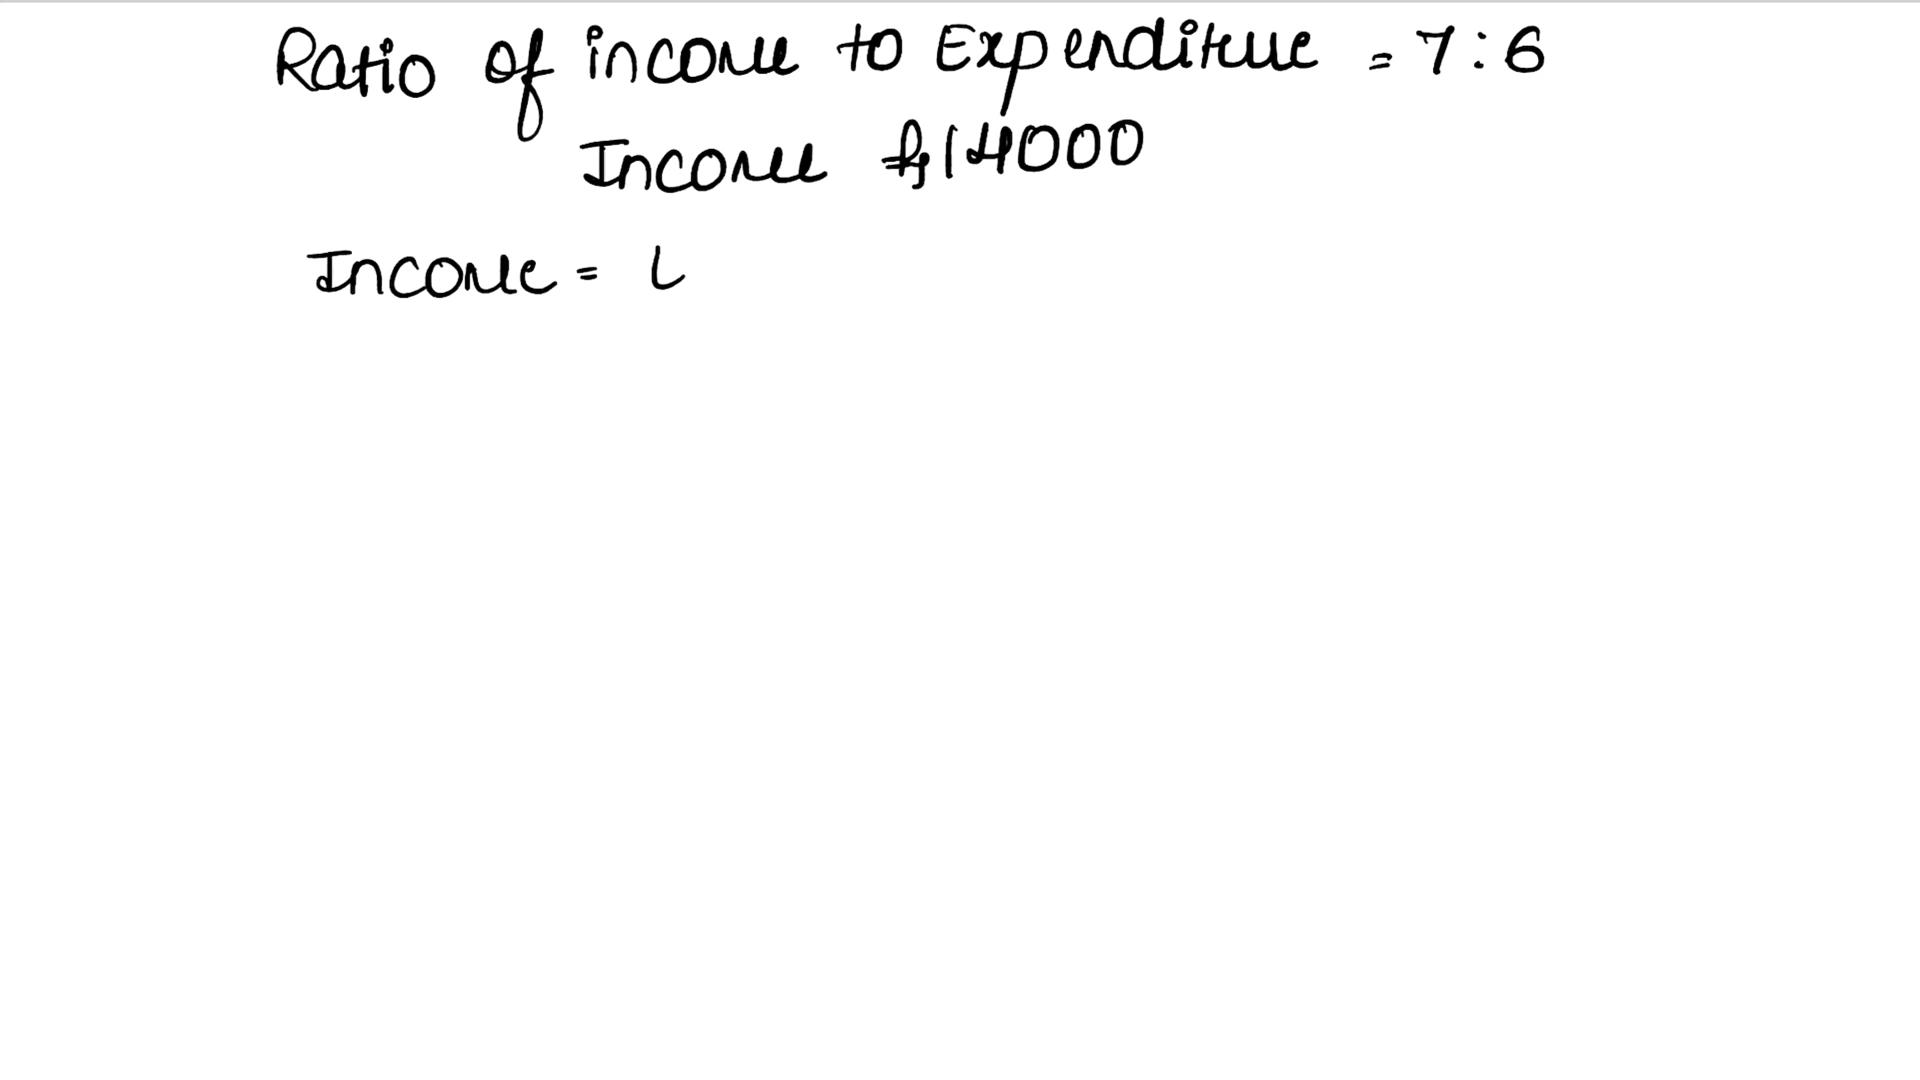 Ratio of income to Expenditure = 7:6
Income ₹14000
Income =